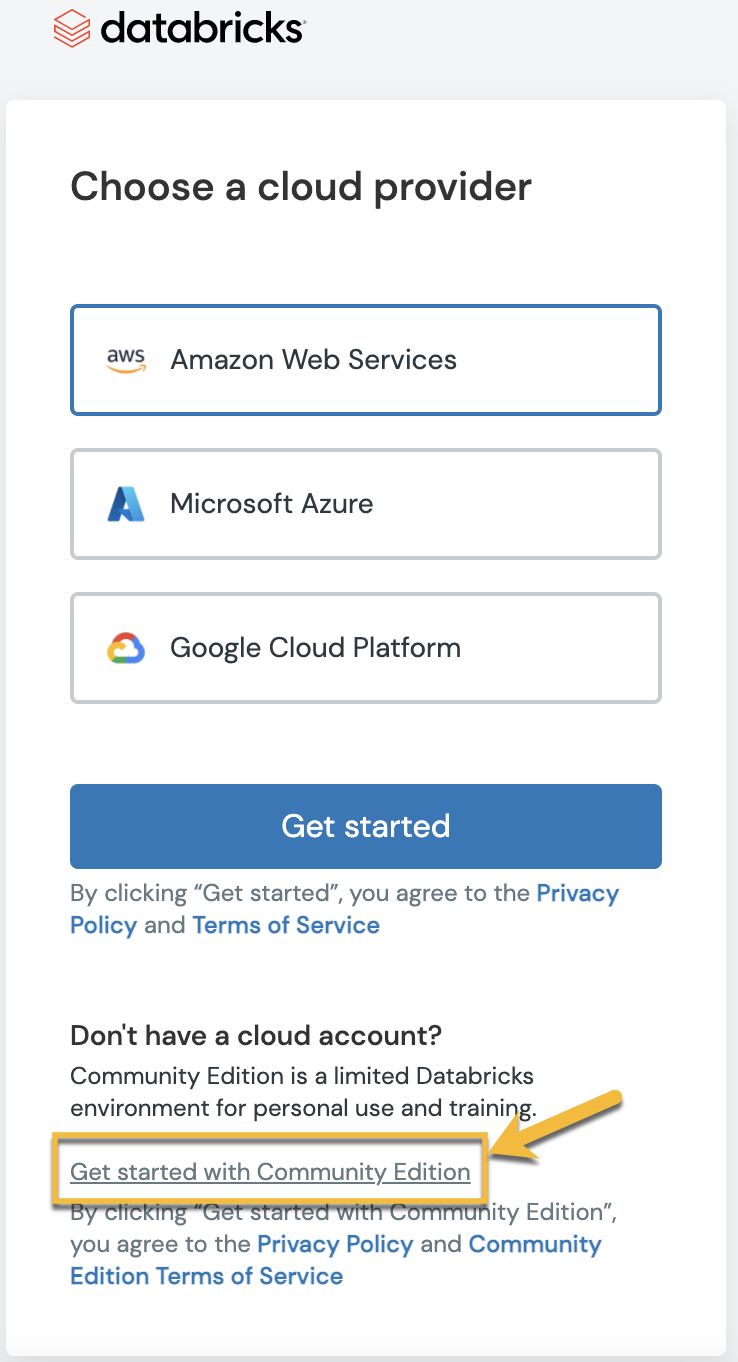 databricks
Choose a cloud provider
aws Amazon Web Services
Microsoft Azure
Google Cloud Platform
Get started
By clicking “Get started”, you agree to the Privacy
Policy and Terms of Service
Don't have a cloud account?
Community Edition is a limited Databricks
environment for personal use and training.
Get started with Community Edition
By clicking “Get started with Community Edition”,
you agree to the Privacy Policy and Community
Edition Terms of Service